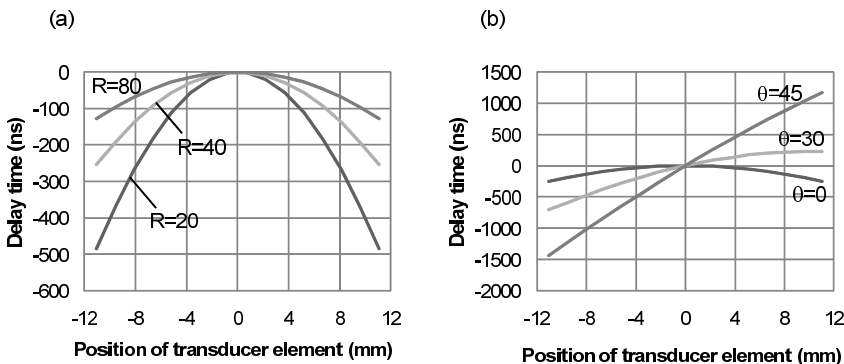 (a)
(b)
0
-100
-200
-300
-400
-500
-600
Delay time (ns)
R=80
R=40
R=20
-12 -8 -4 0 4 8 12
Position of transducer element (mm)
1500
1000
500
0
-500
-1000
-1500
-2000
Delay time (ns)
θ=45
θ=30
θ=0
-12 -8 -4 0 4 8 12
Position of transducer element (mm)